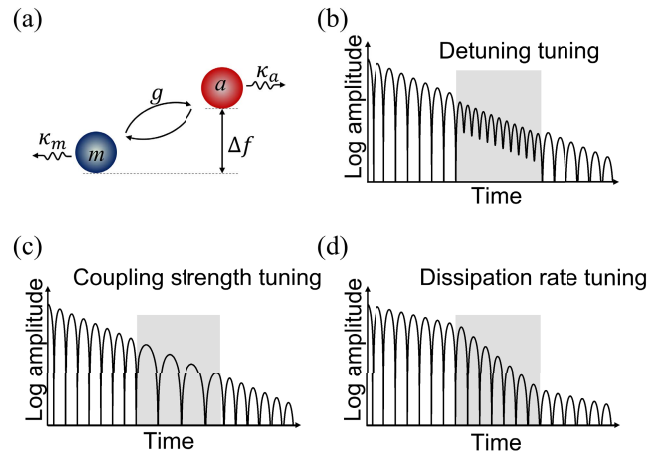 (a)
a
κa
g
κm
m
Δf
(b)
Detuning tuning
Log amplitude
Time
(c)
Coupling strength tuning
Log amplitude
Time
(d)
Dissipation rate tuning
Log amplitude
Time